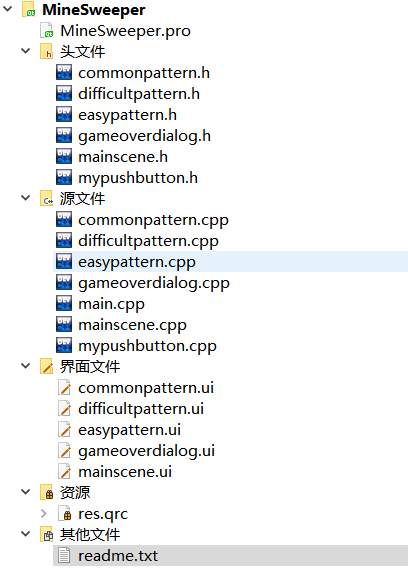 MineSweeper
MineSweeper.pro
头文件
commonpattern.h
difficultpattern.h
easypattern.h
gameoverdialog.h
mainscene.h
mypushbutton.h
源文件
commonpattern.cpp
difficultpattern.cpp
easypattern.cpp
gameoverdialog.cpp
main.cpp
mainscene.cpp
mypushbutton.cpp
界面文件
commonpattern.ui
difficultpattern.ui
easypattern.ui
gameoverdialog.ui
mainscene.ui
资源
res.qrc
其他文件
readme.txt